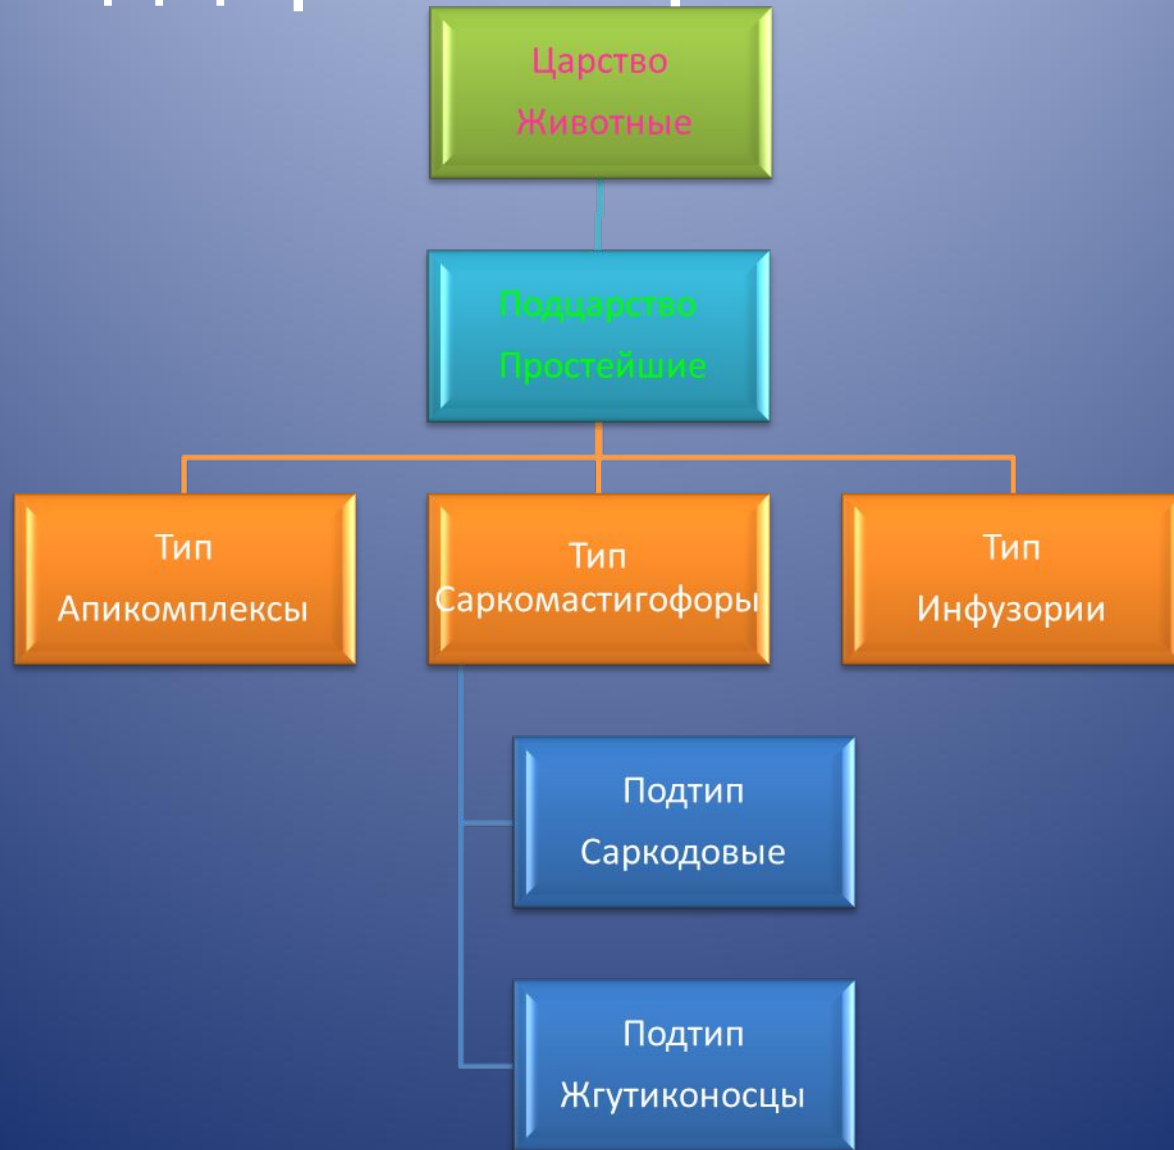 Царство
Животные
Подцарство
Простейшие
Тип
Апикомплексы
Тип
Саркомастигофоры
Тип
Инфузории
Подтип
Саркодовые
Подтип
Жгутиконосцы